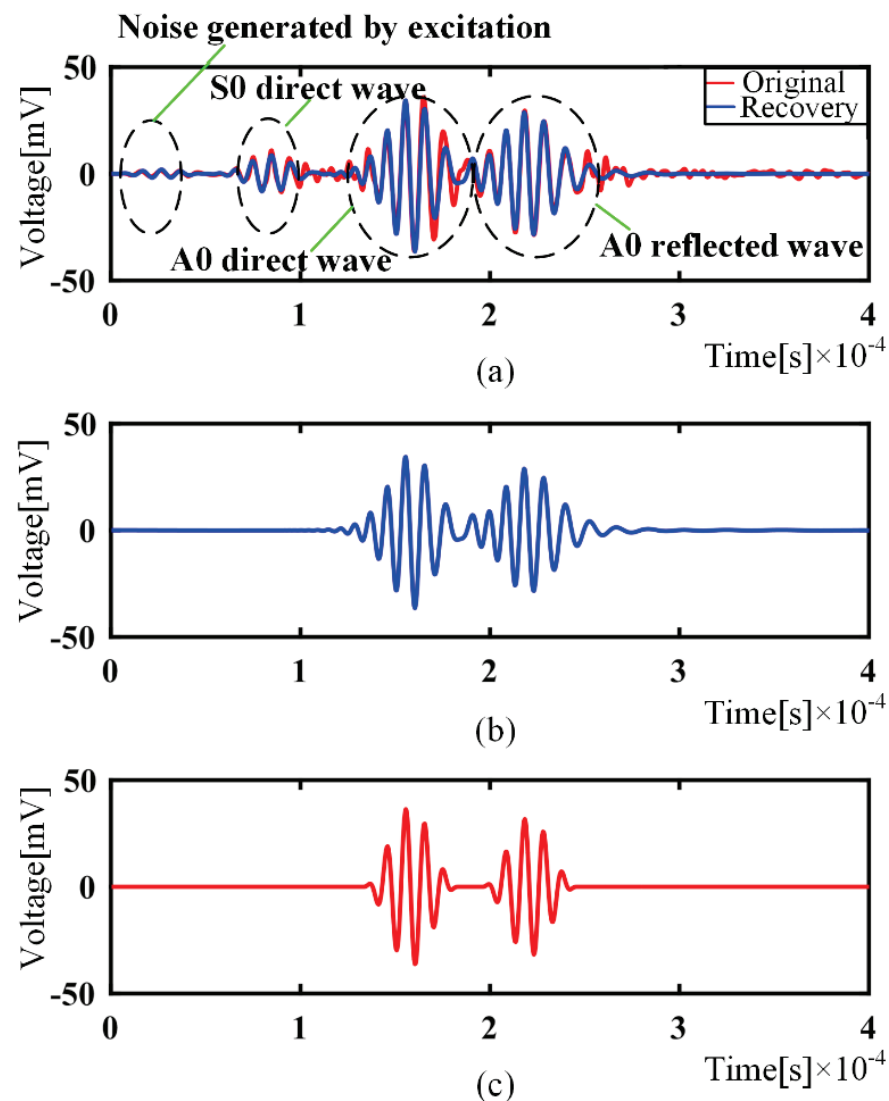 Noise generated by excitation
S0 direct wave
50
Original
Recovery
0
Voltage[mV]
A0 direct wave
A0 reflected wave
-50
0 1 2 3 4
Time[s]×10-4
(a)
50
0
Voltage[mV]
-50
0 1 2 3 4
Time[s]×10-4
(b)
50
0
Voltage[mV]
-50
0 1 2 3 4
Time[s]×10-4
(c)